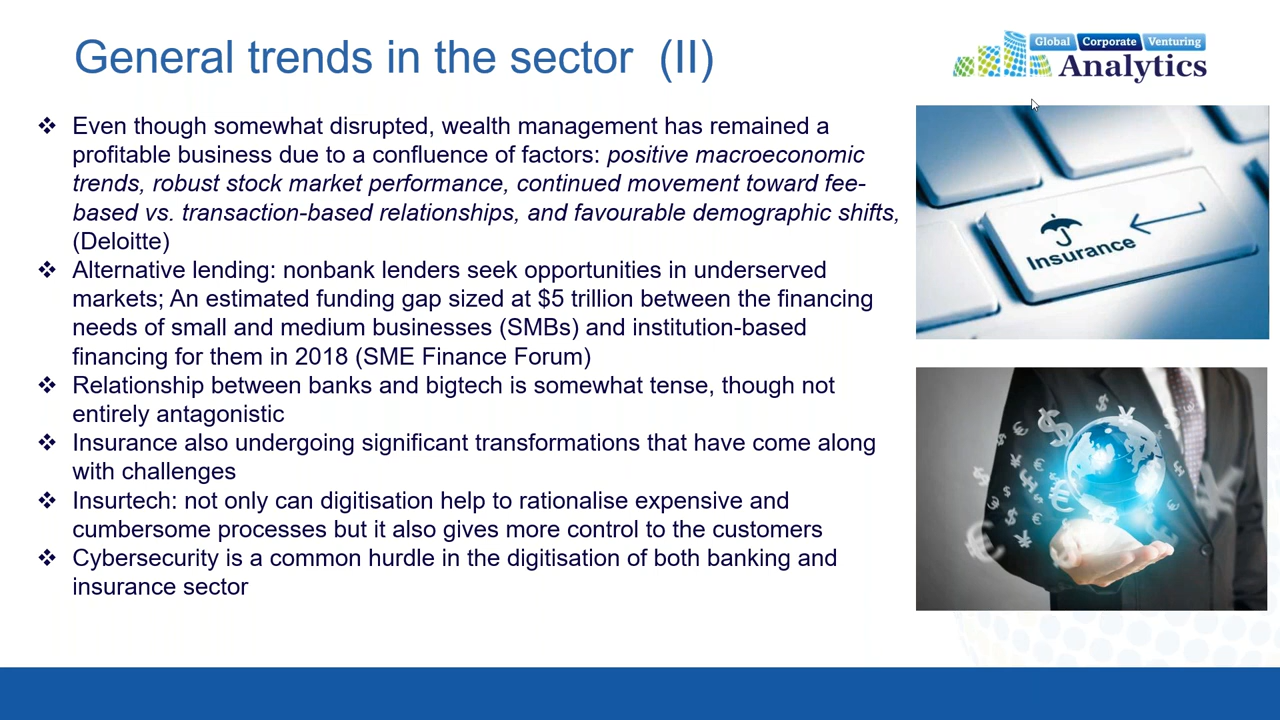 General trends in the sector (II)
Global Corporate Venturing
Analytics
❖ Even though somewhat disrupted, wealth management has remained a
profitable business due to a confluence of factors: positive macroeconomic
trends, robust stock market performance, continued movement toward fee-
based vs. transaction-based relationships, and favourable demographic shifts,
(Deloitte)
❖ Alternative lending: nonbank lenders seek opportunities in underserved
markets; An estimated funding gap sized at $5 trillion between the financing
needs of small and medium businesses (SMBs) and institution-based
financing for them in 2018 (SME Finance Forum)
❖ Relationship between banks and bigtech is somewhat tense, though not
entirely antagonistic
❖ Insurance also undergoing significant transformations that have come along
with challenges
❖ Insurtech: not only can digitisation help to rationalise expensive and
cumbersome processes but it also gives more control to the customers
❖ Cybersecurity is a common hurdle in the digitisation of both banking and
insurance sector
Insurance